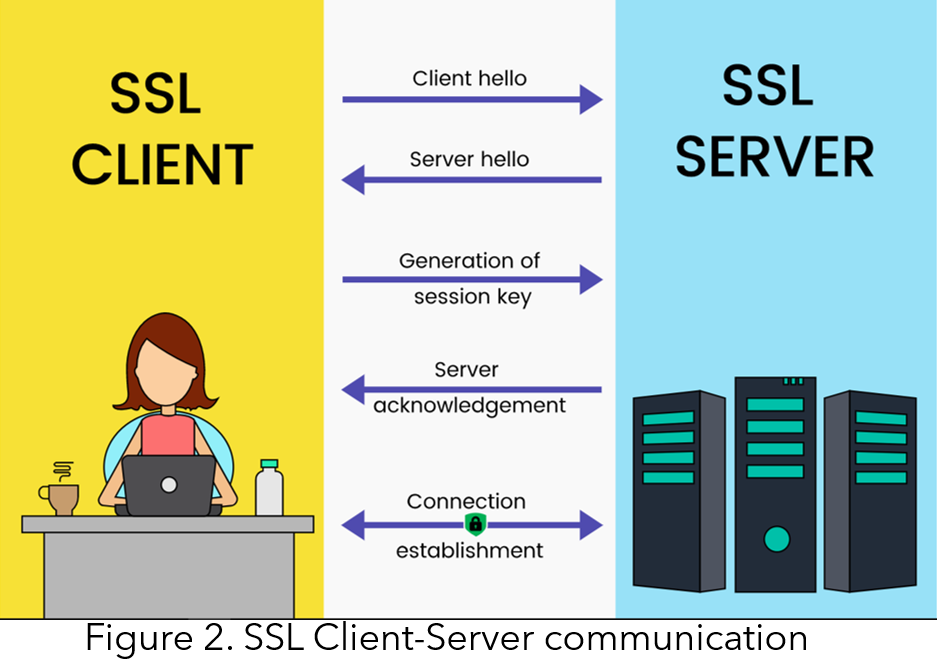 SSL
CLIENT
Client hello
Server hello
Generation of
session key
Server
acknowledgement
Connection
establishment
SSL
SERVER
Figure 2. SSL Client-Server communication